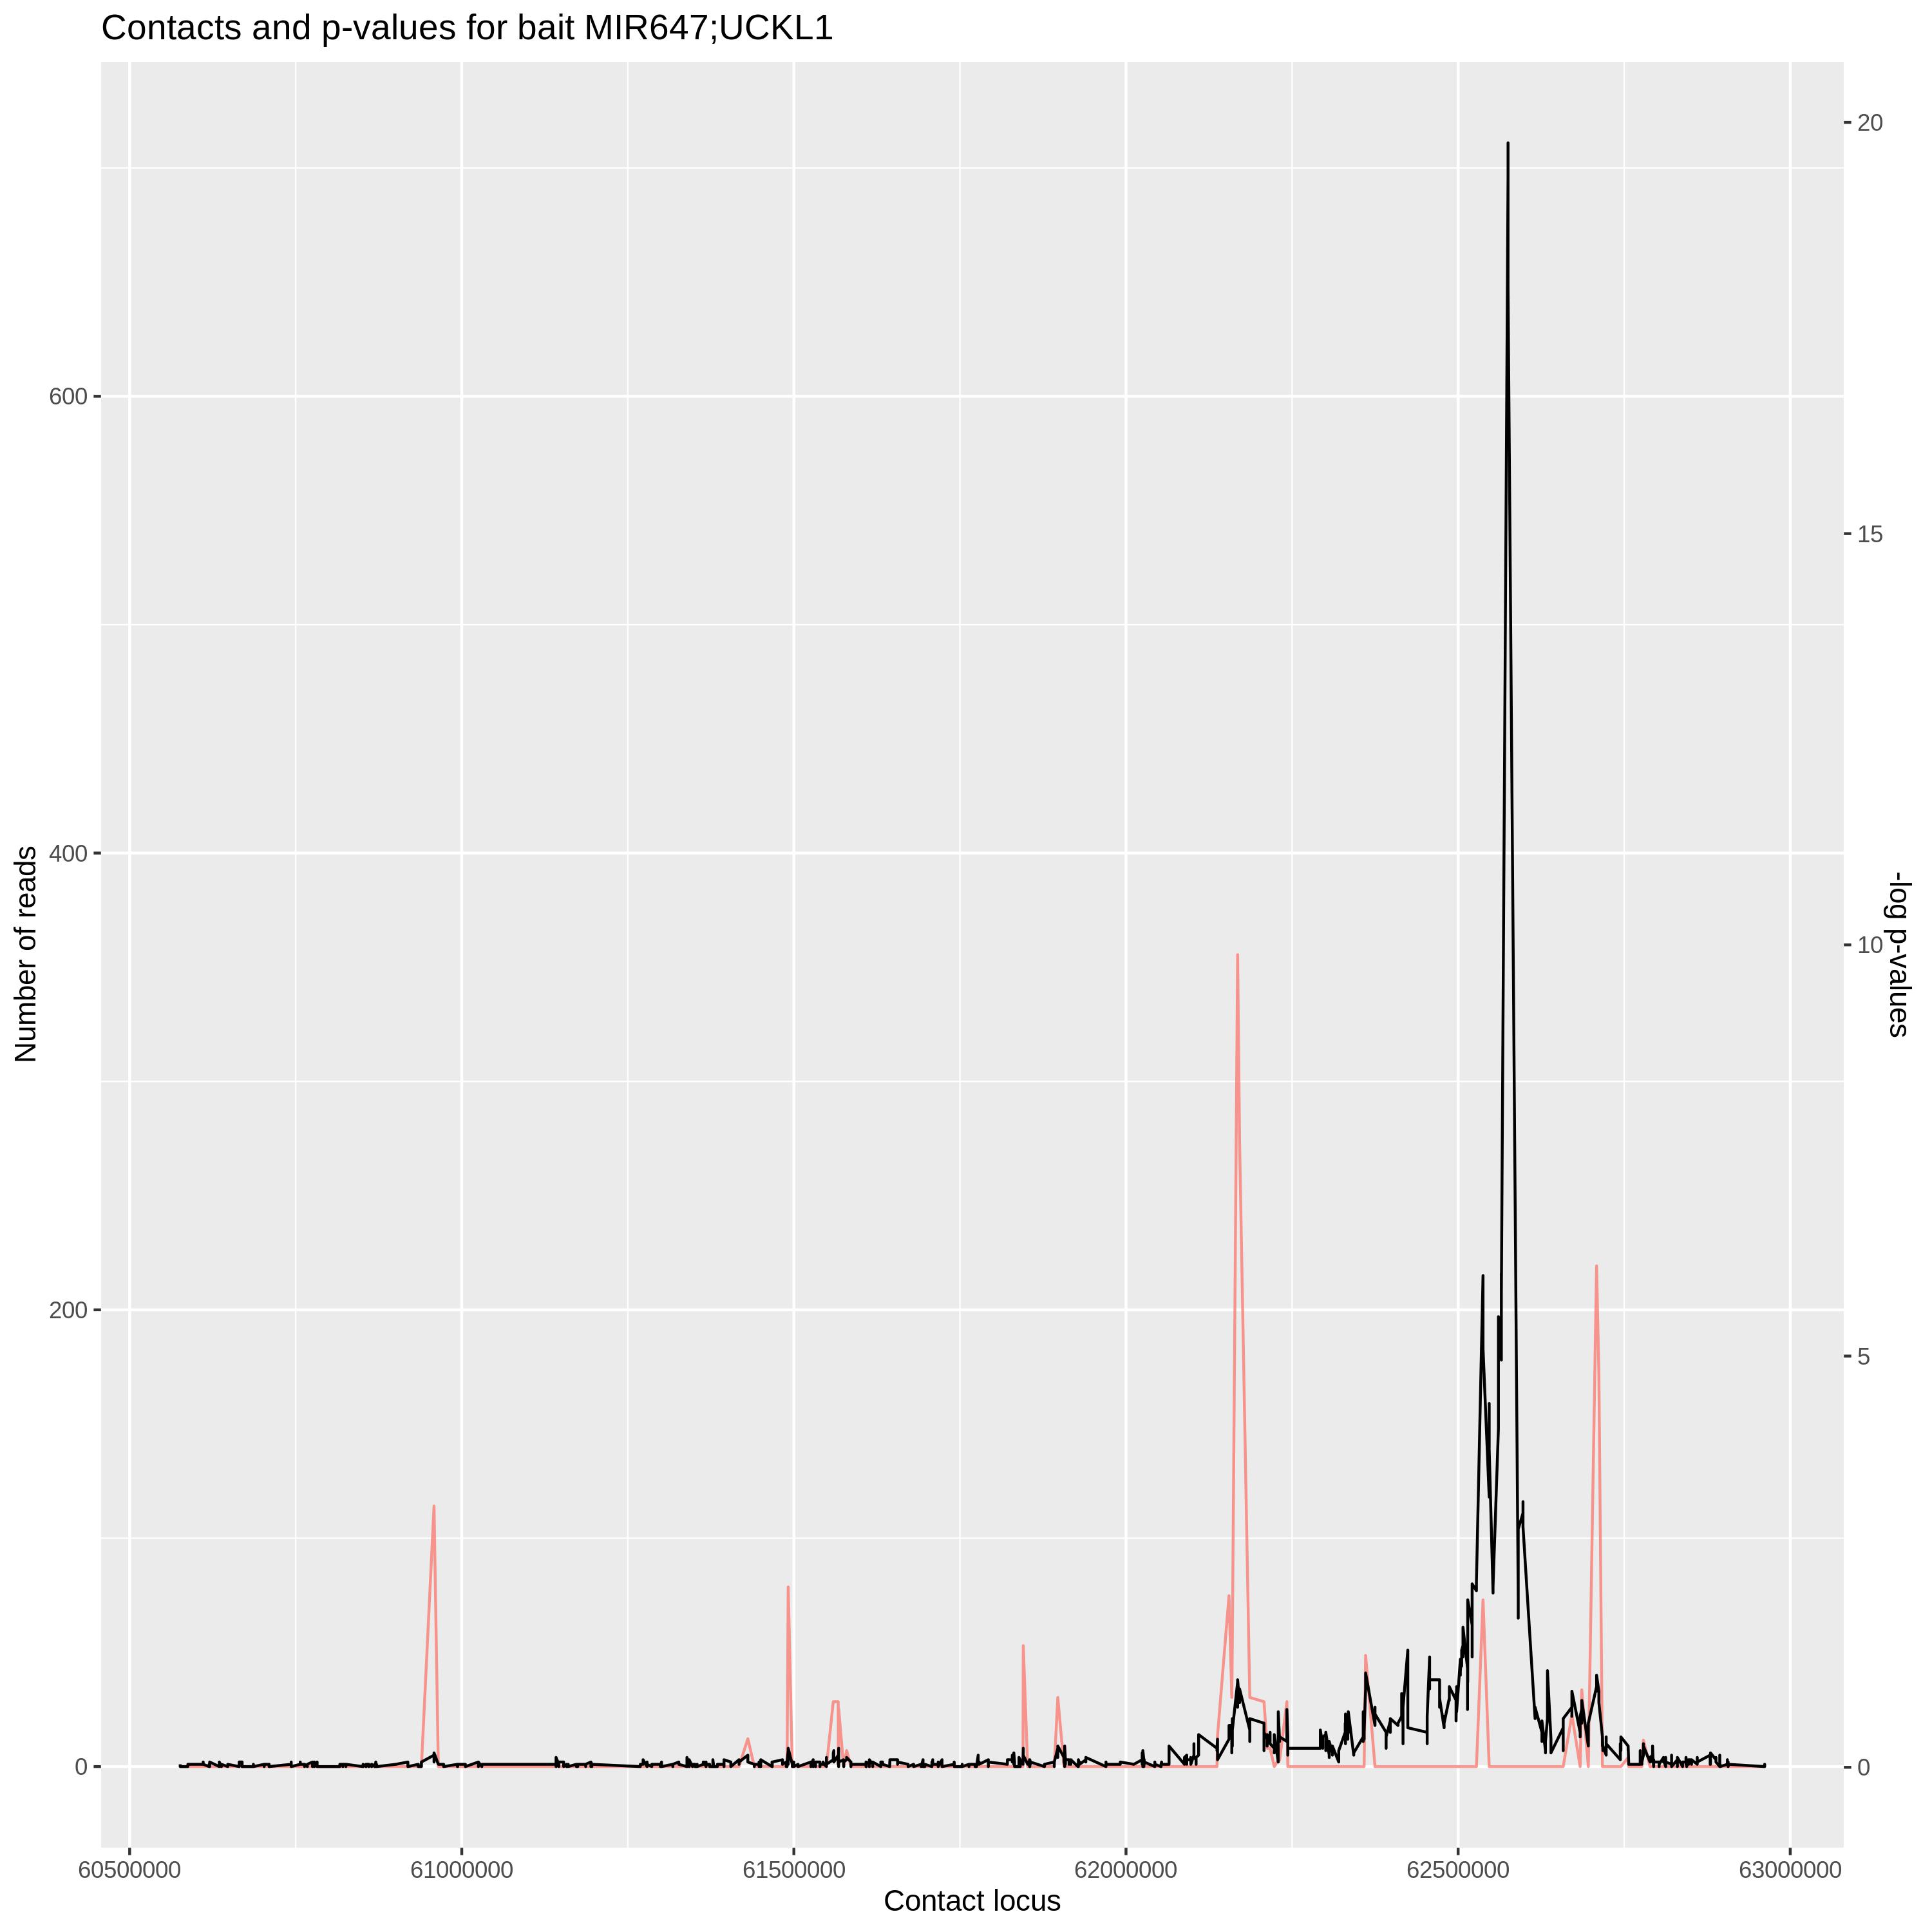 Contacts and p-values for bait MIR647;UCKL1
Number of reads
600
400
200
0
20
15
10
5
0
-log p-values
60500000 61000000 61500000 62000000 62500000 63000000
Contact locus